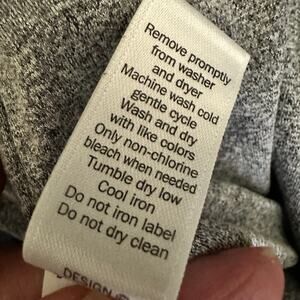 Remove promptly
from washer
and dryer
Machine wash cold
gentle cycle
Wash and dry
with like colors
Only non-chlorine
bleach when needed
Tumble dry low
Cool iron
Do not iron label
Do not dry clean
DESIGN